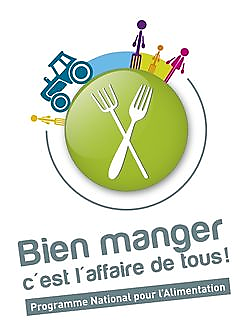 Bien manger
c'est l'affaire de tous!
Programme National pour l'Alimentation